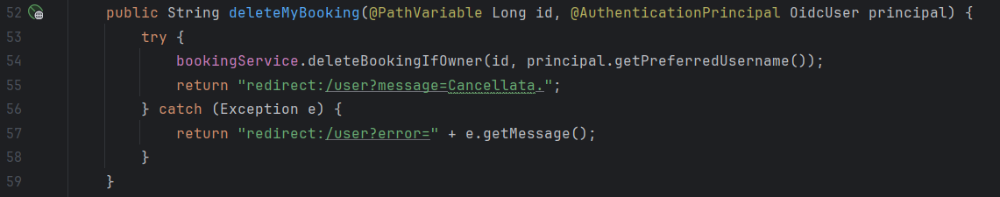 52 public String deleteMyBooking(@PathVariable Long id, @AuthenticationPrincipal OidcUser principal) {
53 try {
54 bookingService.deleteBookingIfOwner(id, principal.getPreferredUsername());
55 return "redirect:/user?message=Cancellata.";
56 } catch (Exception e) {
57 return "redirect:/user?error=" + e.getMessage();
58 }
59 }